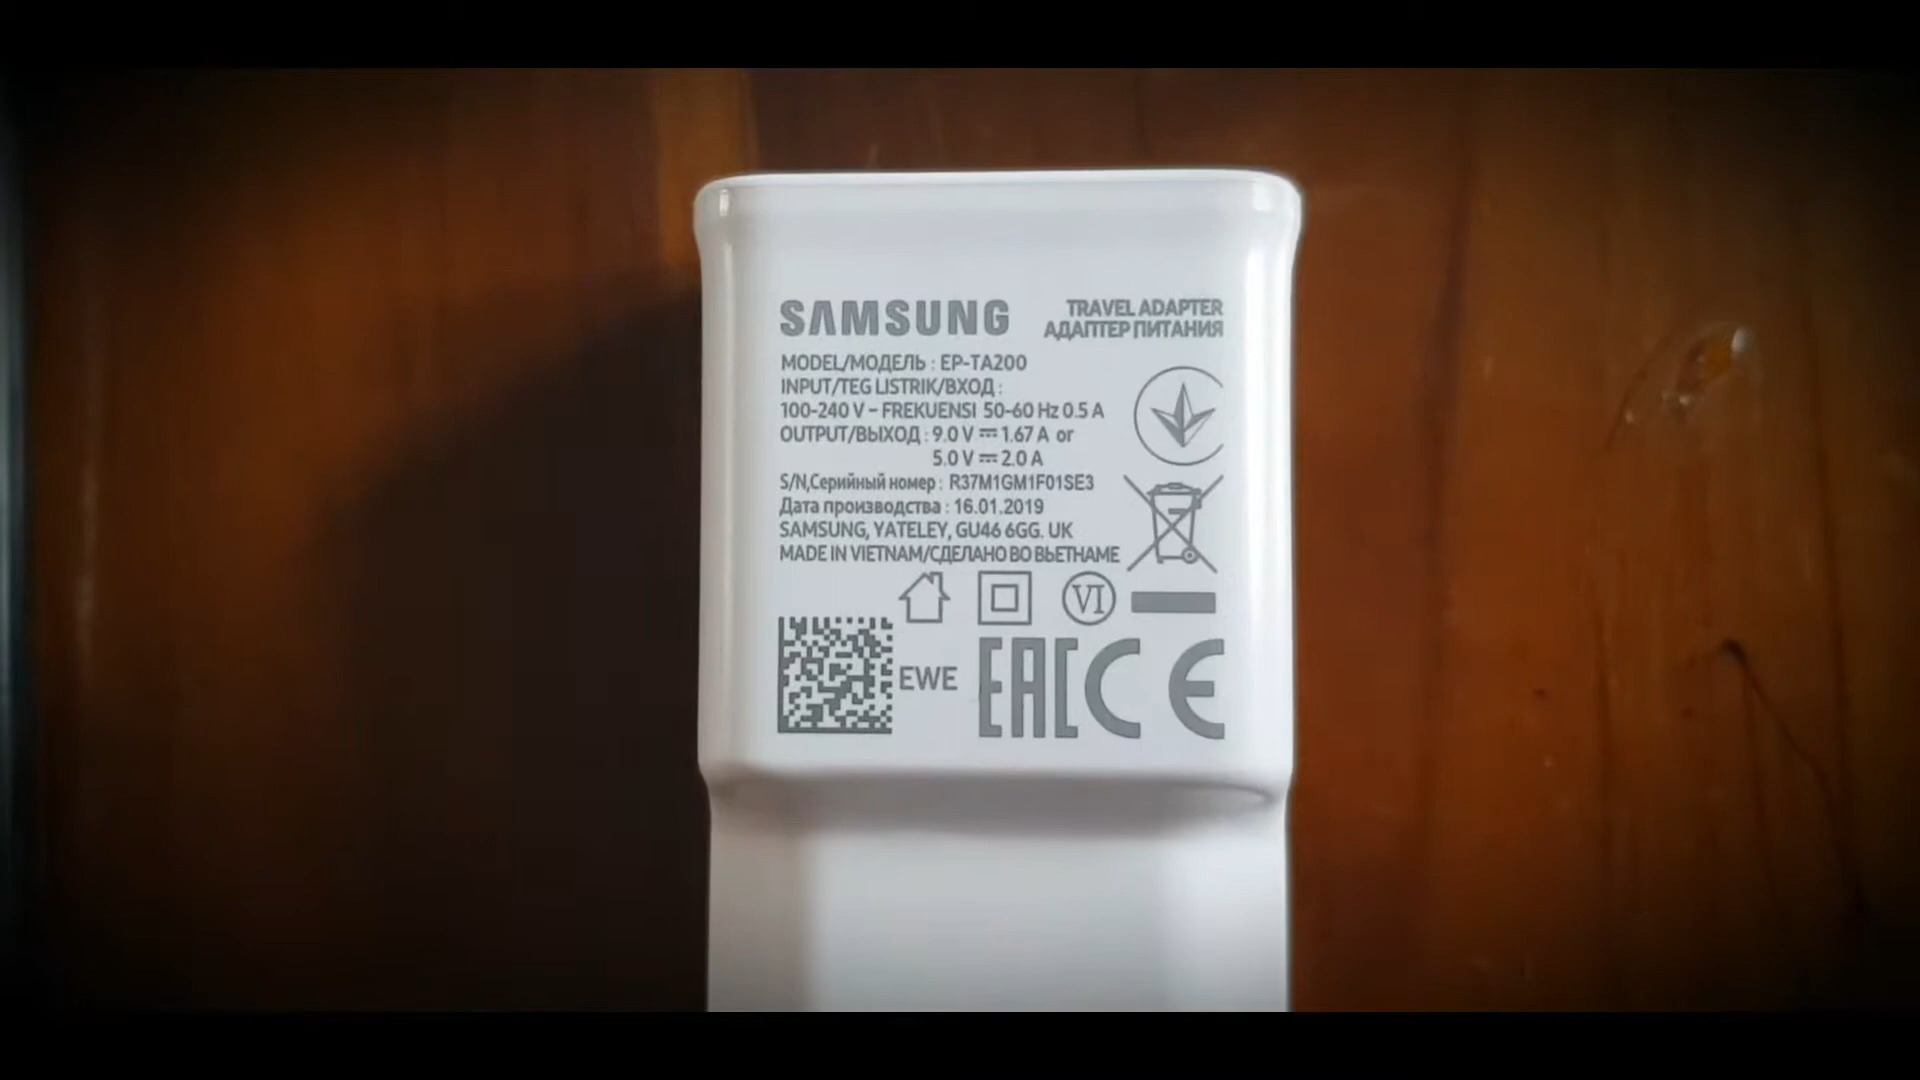 SAMSUNG
TRAVEL ADAPTER
АДАПТЕР ПИТАНИЯ
MODEL/МОДЕЛЬ : EP-TA200
INPUT/TEG LISTRIK/ВХОД :
100-240 V ~ FREKUENSI 50-60 Hz 0.5 A
OUTPUT/ВЫХОД : 9.0 V ⎓ 1.67 A or
5.0 V ⎓ 2.0 A
S/N,Серийный номер : R37M1GM1F01SE3
Дата производства : 16.01.2019
SAMSUNG, YATELEY, GU46 6GG. UK
MADE IN VIETNAM/СДЕЛАНО ВО ВЬЕТНАМЕ
VI
EWE EAC CE